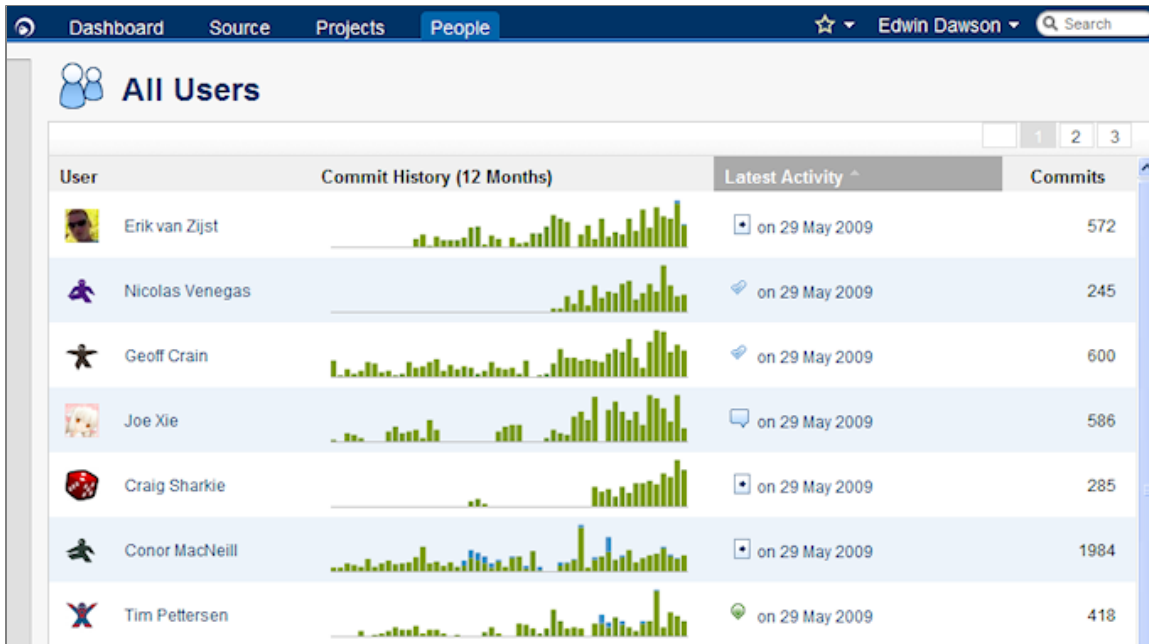 Dashboard Source Projects People Edwin Dawson Search
All Users
1 2 3
User Commit History (12 Months) Latest Activity Commits
Erik van Zijst on 29 May 2009 572
Nicolas Venegas on 29 May 2009 245
Geoff Crain on 29 May 2009 600
Joe Xie on 29 May 2009 586
Craig Sharkie on 29 May 2009 285
Conor MacNeill on 29 May 2009 1984
Tim Pettersen on 29 May 2009 418